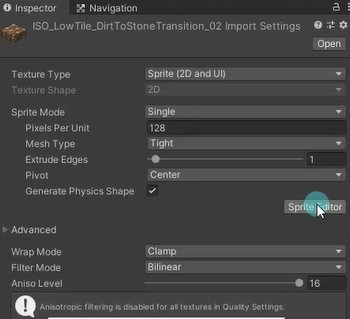 Inspector
Navigation
ISO_LowTile_DirtToStoneTransition_02 Import Settings
Open
Texture Type Sprite (2D and UI)
Texture Shape 2D
Sprite Mode Single
Pixels Per Unit 128
Mesh Type Tight
Extrude Edges 1
Pivot Center
Generate Physics Shape
Sprite Editor
Advanced
Wrap Mode Clamp
Filter Mode Bilinear
Aniso Level 16
Anisotropic filtering is disabled for all textures in Quality Settings.